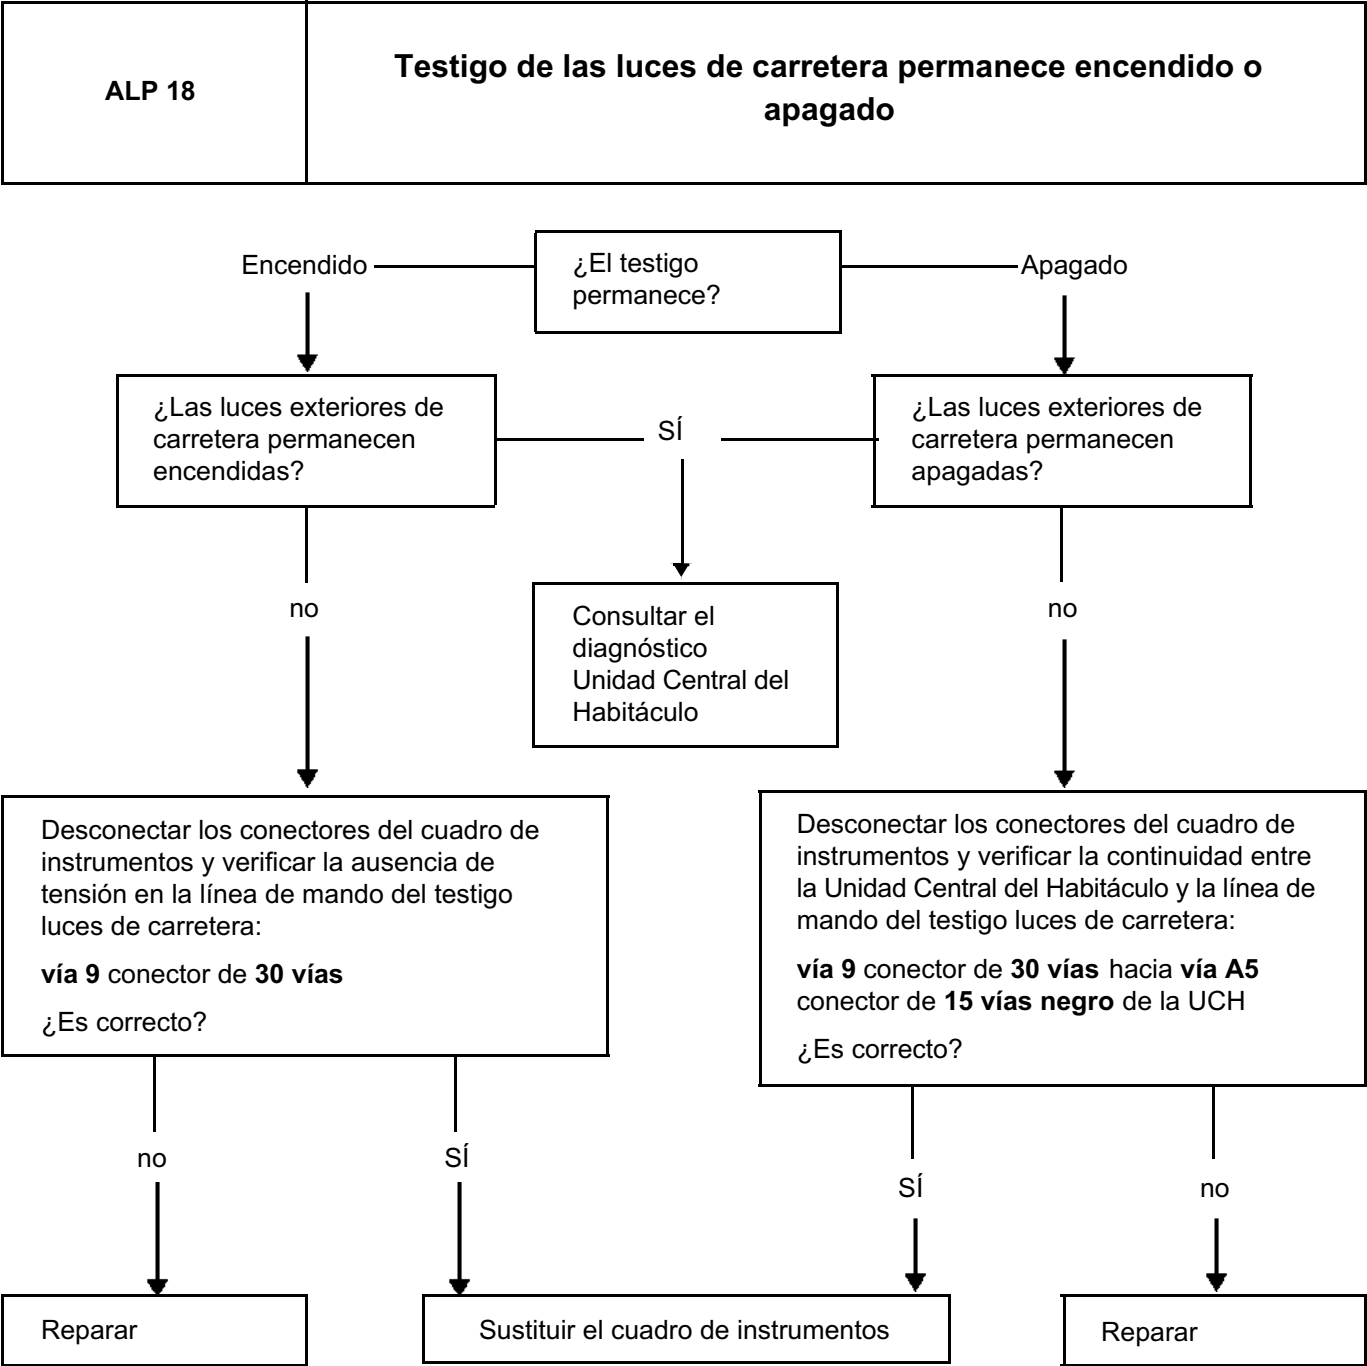 ALP 18
Testigo de las luces de carretera permanece encendido o
apagado
Encendido
¿El testigo
permanece?
Apagado
¿Las luces exteriores de
carretera permanecen
encendidas?
SÍ
¿Las luces exteriores de
carretera permanecen
apagadas?
no
Consultar el
diagnóstico
Unidad Central del
Habitáculo
no
Desconectar los conectores del cuadro de
instrumentos y verificar la ausencia de
tensión en la línea de mando del testigo
luces de carretera:
vía 9 conector de 30 vías
¿Es correcto?
Desconectar los conectores del cuadro de
instrumentos y verificar la continuidad entre
la Unidad Central del Habitáculo y la línea de
mando del testigo luces de carretera:
vía 9 conector de 30 vías hacia vía A5
conector de 15 vías negro de la UCH
¿Es correcto?
no
SÍ
SÍ
no
Reparar
Sustituir el cuadro de instrumentos
Reparar